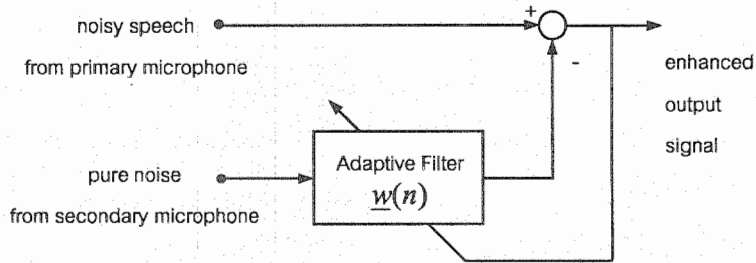 noisy speech
from primary microphone
+
-
enhanced
output
signal
Adaptive Filter
w(n)
pure noise
from secondary microphone